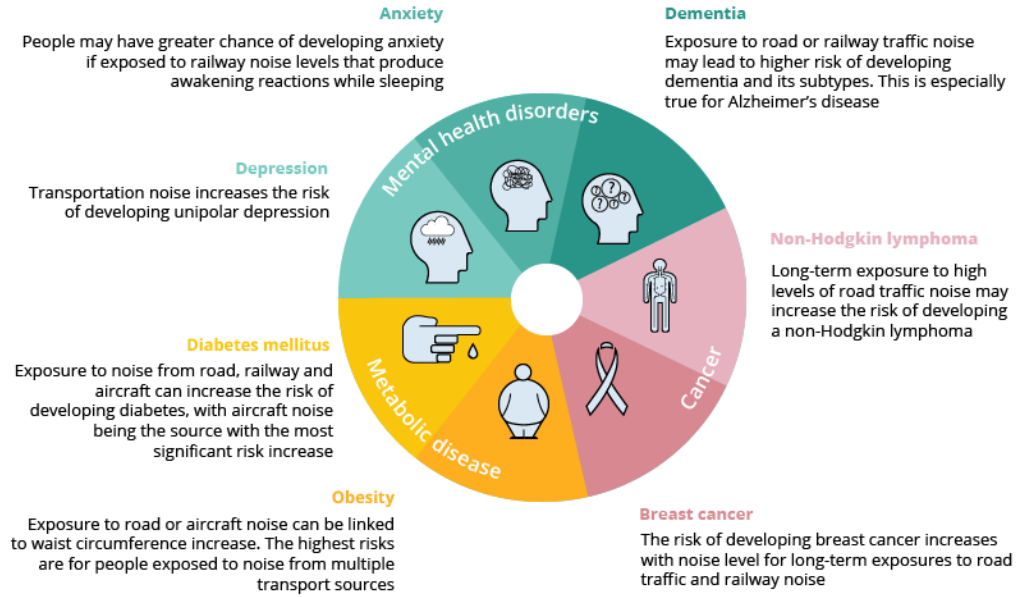 Anxiety
People may have greater chance of developing anxiety
if exposed to railway noise levels that produce
awakening reactions while sleeping
Dementia
Exposure to road or railway traffic noise
may lead to higher risk of developing
dementia and its subtypes. This is especially
true for Alzheimer’s disease
Mental health disorders
Depression
Transportation noise increases the risk
of developing unipolar depression
? ? ? ? ?
Non-Hodgkin lymphoma
Long-term exposure to high
levels of road traffic noise may
increase the risk of developing
a non-Hodgkin lymphoma
Diabetes mellitus
Exposure to noise from road, railway and
aircraft can increase the risk of
developing diabetes, with aircraft noise
being the source with the most
significant risk increase
Metabolic disease
Cancer
Obesity
Exposure to road or aircraft noise can be linked
to waist circumference increase. The highest risks
are for people exposed to noise from multiple
transport sources
Breast cancer
The risk of developing breast cancer increases
with noise level for long-term exposures to road
traffic and railway noise